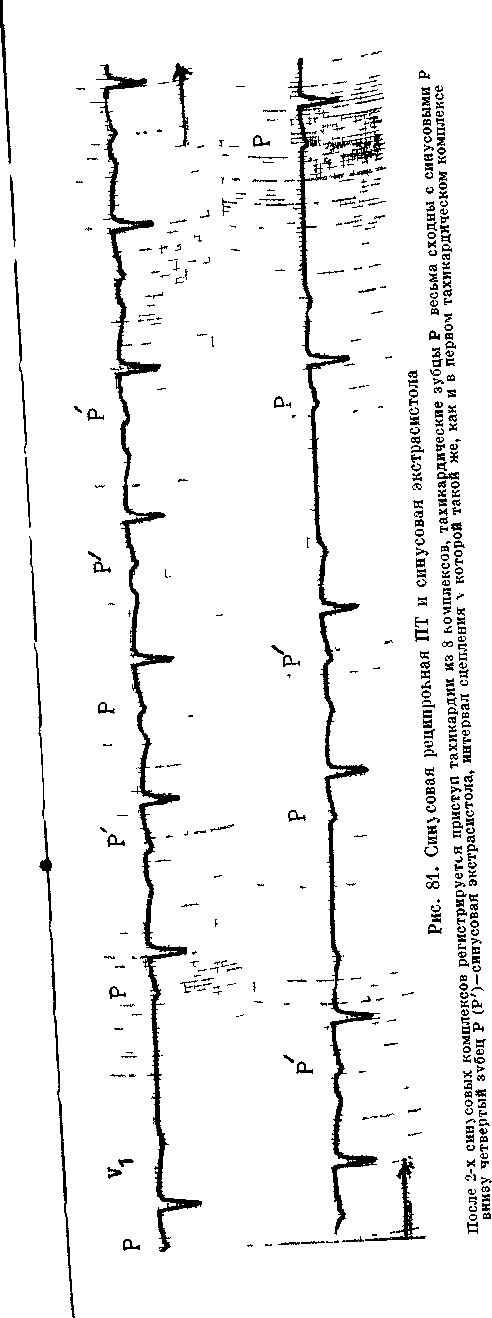 P V₁ P P′ P P′ P′
P′ P P′ P P
Рис. 81. Синусовая реципрокная ПТ и синусовая экстрасистола
После 2-х синусовых комплексов регистрируется приступ тахикардии из 8 комплексов, тахикардические зубцы P весьма сходны с синусовыми P
внизу четвертый зубец P (P′)—синусовая экстрасистола, интервал сцепления у которой такой же, как и в первом тахикардическом комплексе